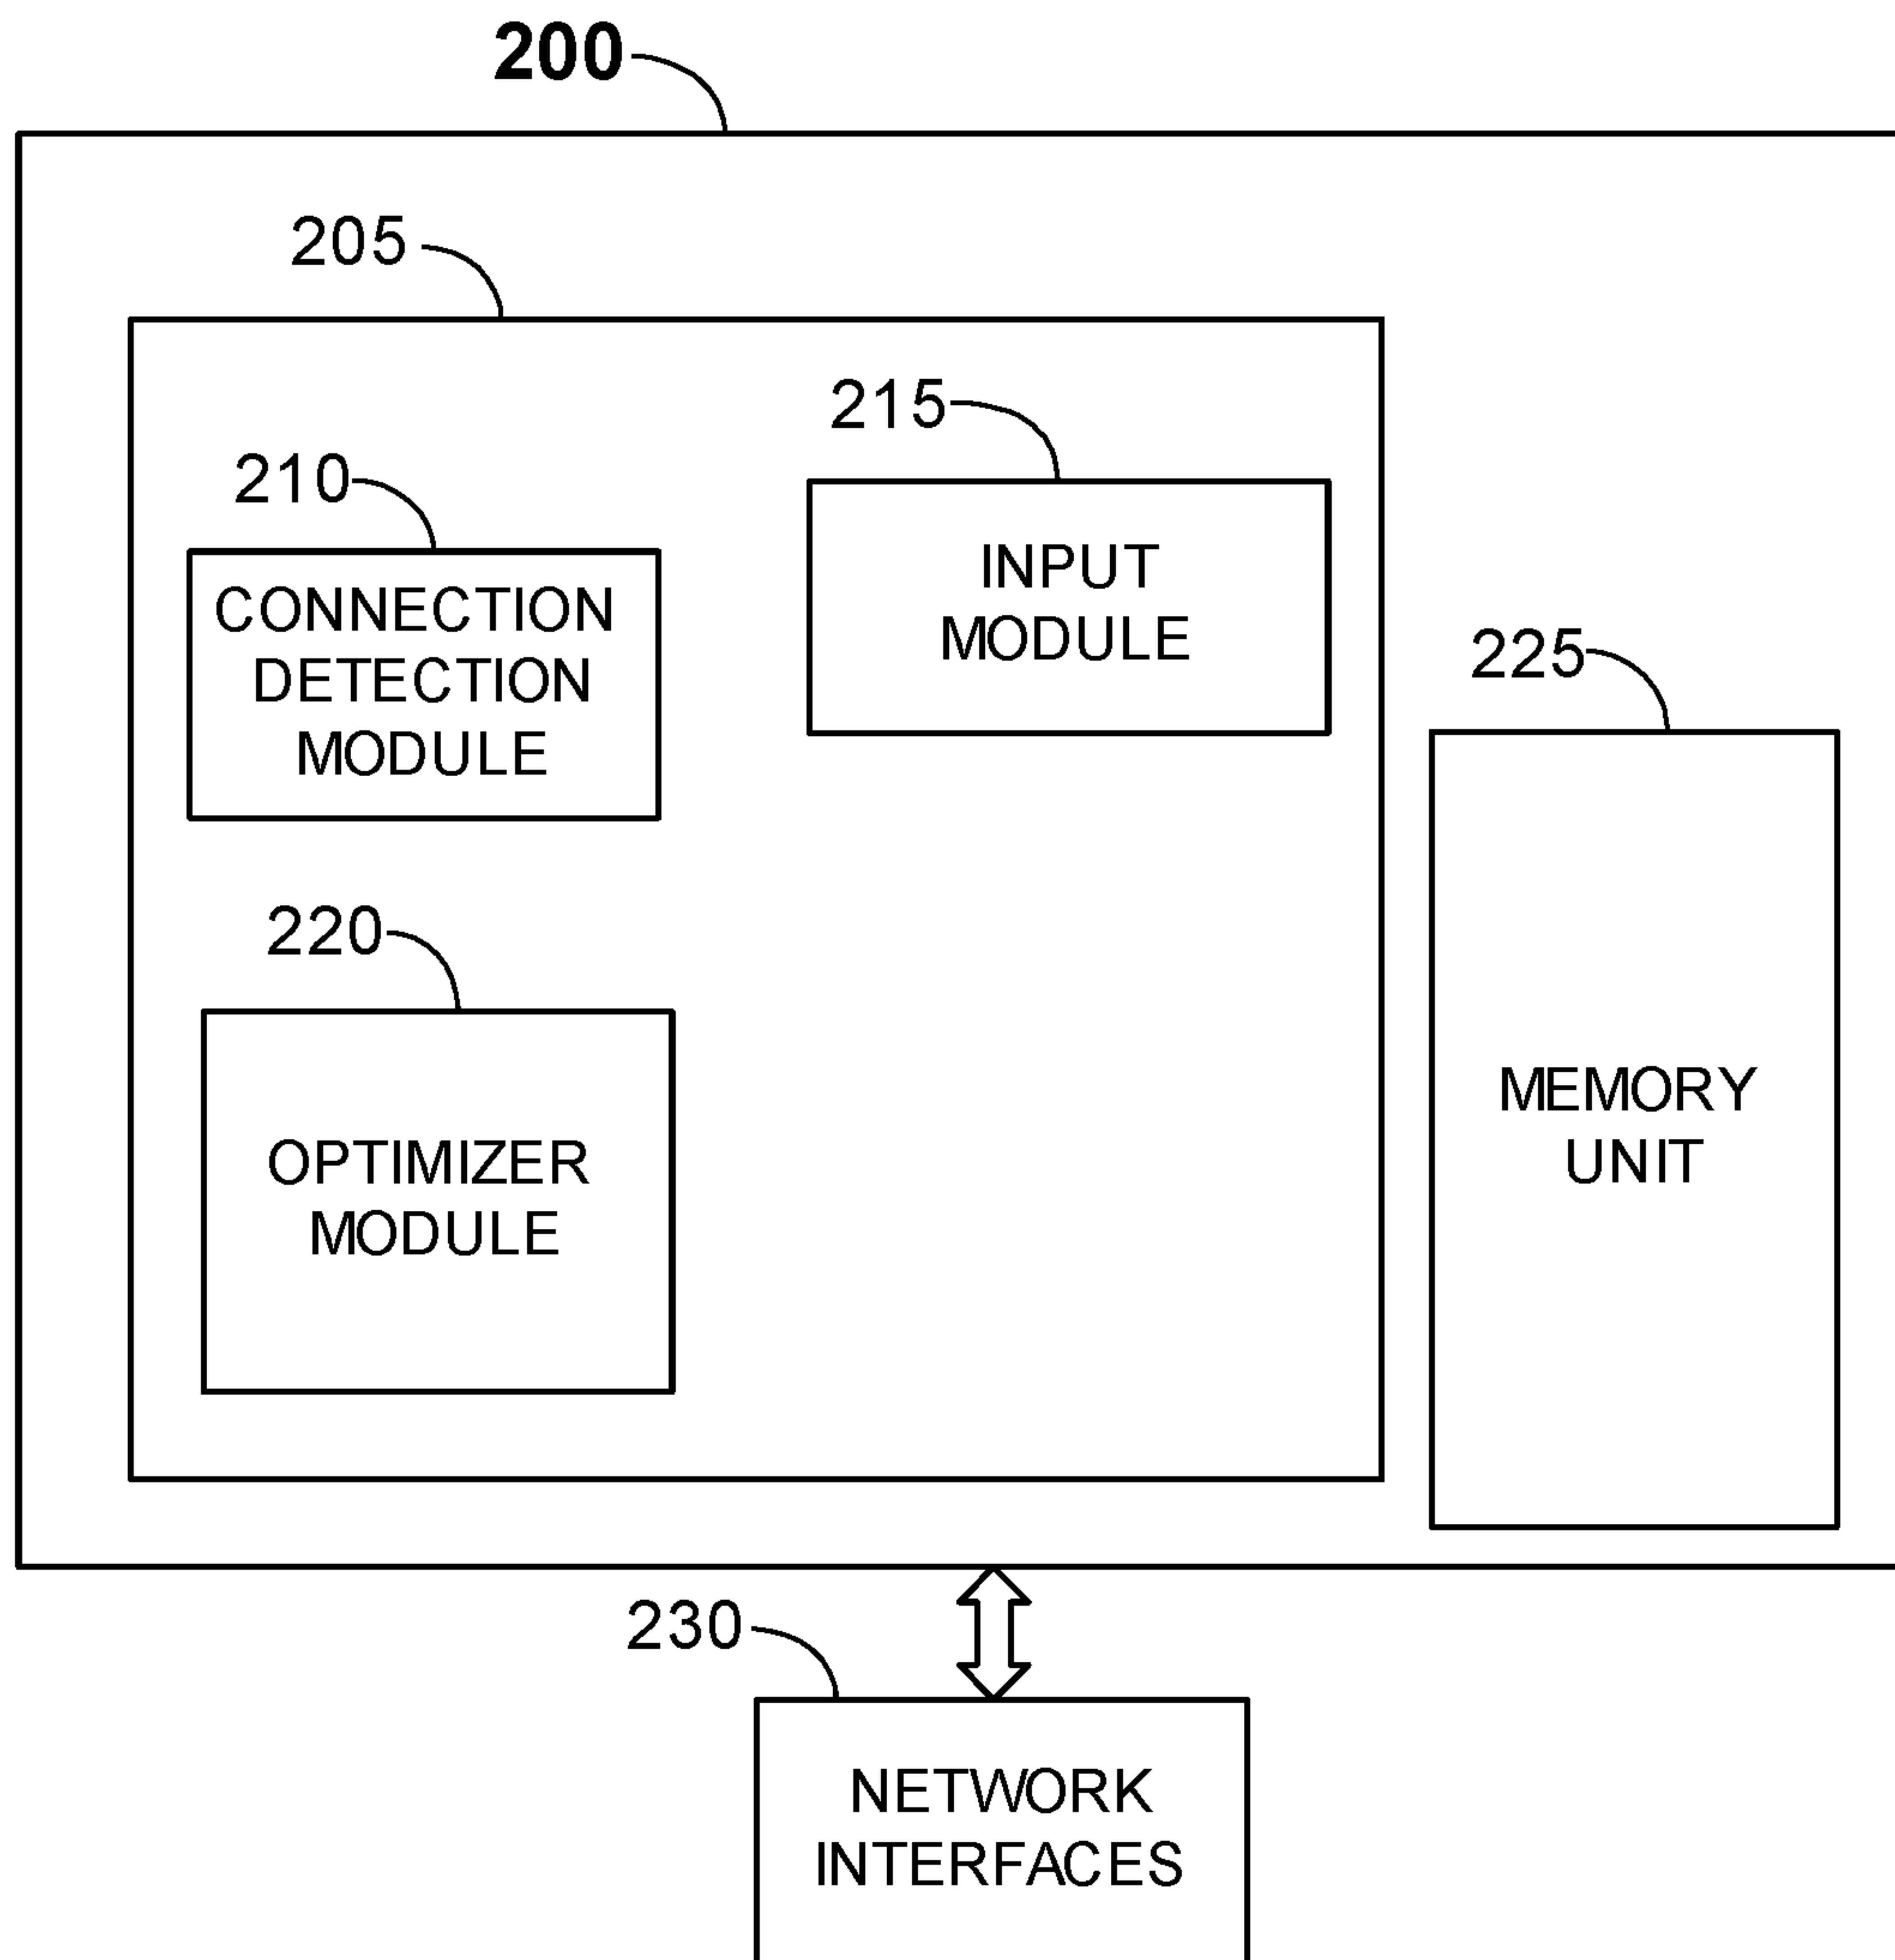 200
205
215
210
INPUT
MODULE
CONNECTION
DETECTION
MODULE
225
220
MEMORY
UNIT
OPTIMIZER
MODULE
230
NETWORK
INTERFACES